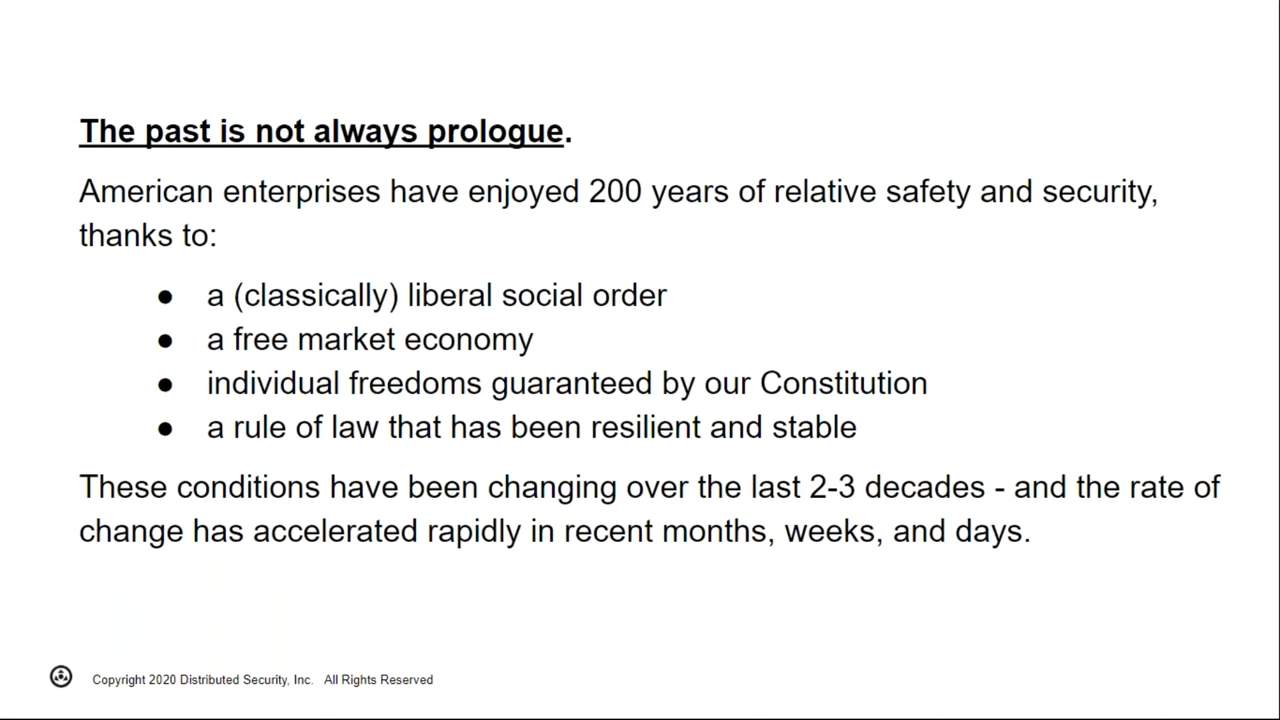 The past is not always prologue.
American enterprises have enjoyed 200 years of relative safety and security,
thanks to:
● a (classically) liberal social order
● a free market economy
● individual freedoms guaranteed by our Constitution
● a rule of law that has been resilient and stable
These conditions have been changing over the last 2-3 decades - and the rate of
change has accelerated rapidly in recent months, weeks, and days.
Copyright 2020 Distributed Security, Inc. All Rights Reserved